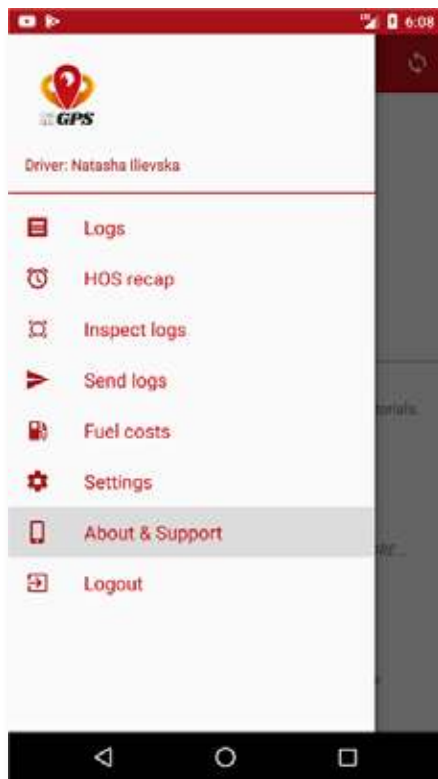 6:08
GPS
Driver: Natasha Ilievska
Logs
HOS recap
Inspect logs
Send logs
Fuel costs
Settings
About & Support
Logout